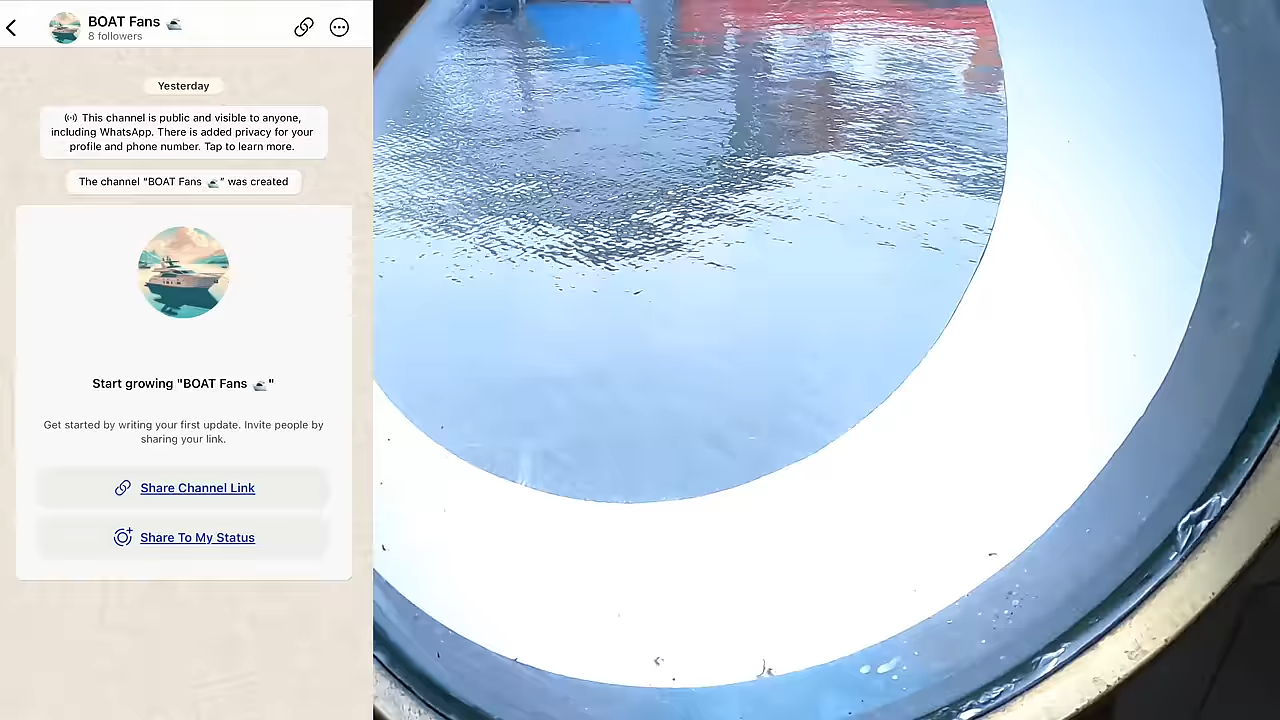 BOAT Fans 🛥️
8 followers
Yesterday
This channel is public and visible to anyone,
including WhatsApp. There is added privacy for your
profile and phone number. Tap to learn more.
The channel "BOAT Fans 🛥️" was created
Start growing "BOAT Fans 🛥️"
Get started by writing your first update. Invite people by
sharing your link.
Share Channel Link
Share To My Status